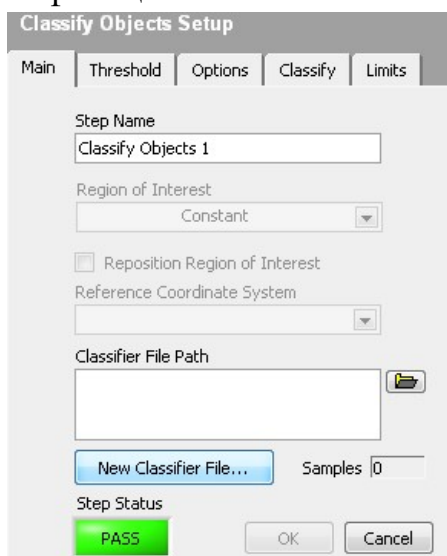 Classify Objects Setup
Main Threshold Options Classify Limits
Step Name
Classify Objects 1
Region of Interest
Constant
Reposition Region of Interest
Reference Coordinate System
Classifier File Path
New Classifier File... Samples 0
Step Status
PASS OK Cancel